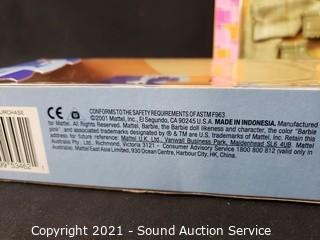 PURCHASE
CE
CONFORMS TO THE SAFETY REQUIREMENTS OF ASTM F963
©2001 Mattel, Inc., El Segundo, CA 90245 U.S.A. MADE IN INDONESIA. Manufactured
for Mattel. All Rights Reserved. Mattel, Barbie, the Barbie doll likeness and character, the color "Barbie
pink", and associated trademarks designated by ® & TM are U.S. trademarks of Mattel, Inc. Retain this
Mattel U.K. Ltd., Vanwall Business Park, Maidenhead SL6 4UB. Mattel
Australia Pty., Ltd., Richmond, Victoria 3121 - Consumer Advisory Service 1800 800 812 (valid only in
Australia). Mattel East Asia Limited, 930 Ocean Centre, Harbour City, HK, China.
Copyright 2021 - Sound Auction Service